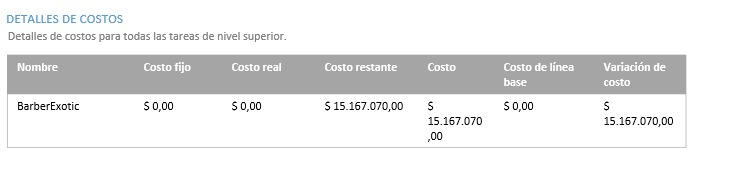 DETALLES DE COSTOS
Detalles de costos para todas las tareas de nivel superior.
Nombre Costo fijo Costo real Costo restante Costo Costo de línea base Variación de costo
BarberExotic $ 0,00 $ 0,00 $ 15.167.070,00 $ 15.167.070,00 $ 0,00 $ 15.167.070,00